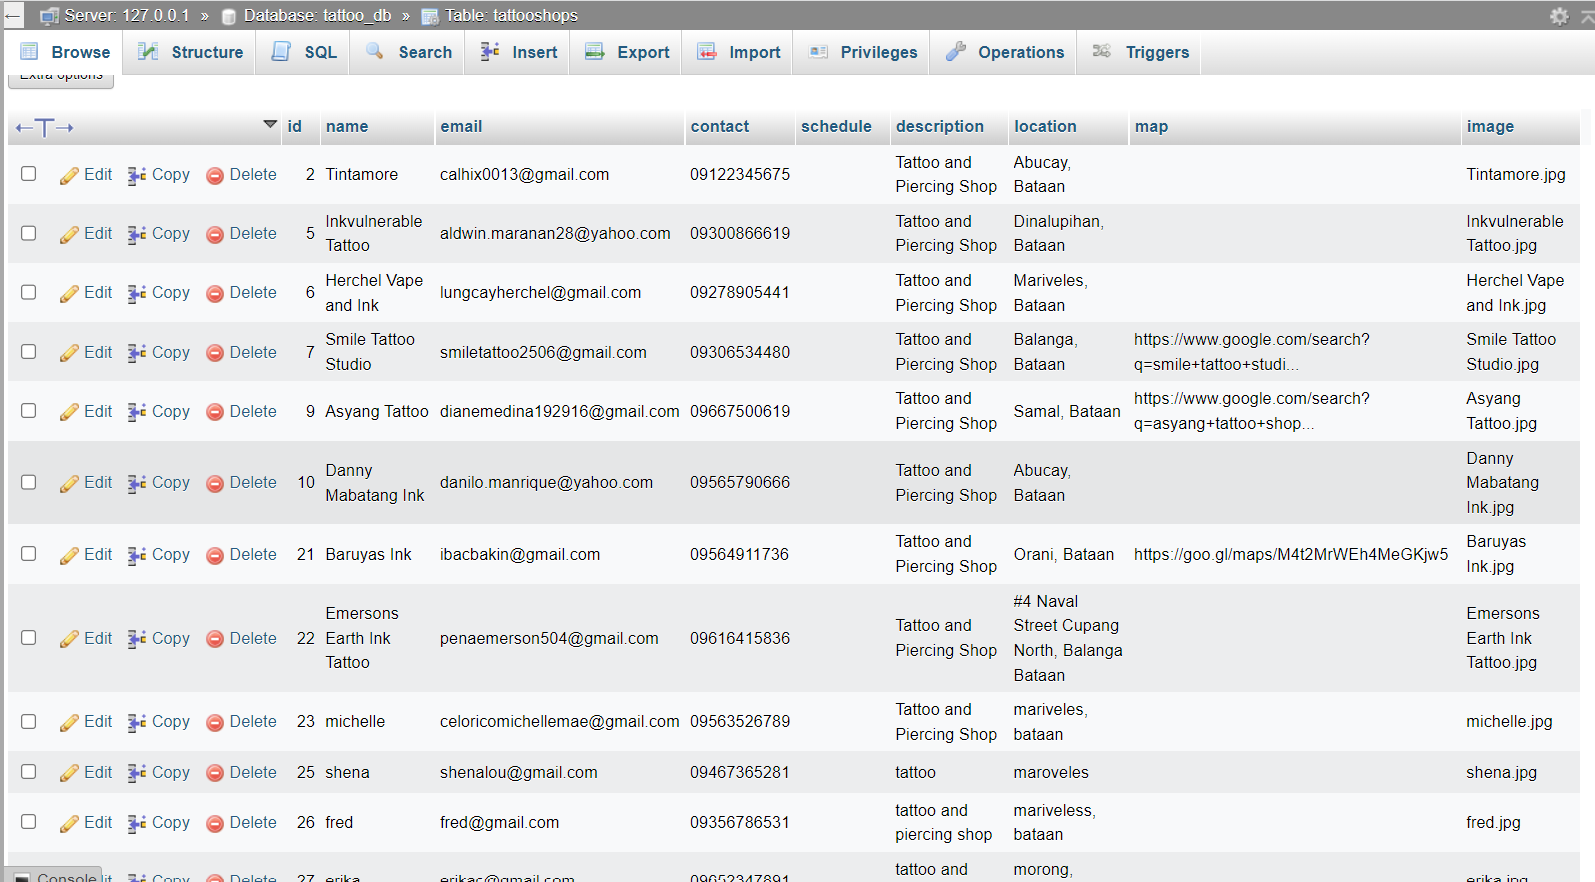 ← Server: 127.0.0.1 » Database: tattoo_db » Table: tattooshops
Browse Structure SQL Search Insert Export Import Privileges Operations Triggers
Extra options
←T→ id name email contact schedule description location map image
Edit Copy Delete 2 Tintamore calhix0013@gmail.com 09122345675 Tattoo and Piercing Shop Abucay, Bataan Tintamore.jpg
Edit Copy Delete 5 Inkvulnerable Tattoo aldwin.maranan28@yahoo.com 09300866619 Tattoo and Piercing Shop Dinalupihan, Bataan Inkvulnerable Tattoo.jpg
Edit Copy Delete 6 Herchel Vape and Ink lungcayherchel@gmail.com 09278905441 Tattoo and Piercing Shop Mariveles, Bataan Herchel Vape and Ink.jpg
Edit Copy Delete 7 Smile Tattoo Studio smiletattoo2506@gmail.com 09306534480 Tattoo and Piercing Shop Balanga, Bataan https://www.google.com/search?q=smile+tattoo+studi... Smile Tattoo Studio.jpg
Edit Copy Delete 9 Asyang Tattoo dianemedina192916@gmail.com 09667500619 Tattoo and Piercing Shop Samal, Bataan https://www.google.com/search?q=asyang+tattoo+shop... Asyang Tattoo.jpg
Edit Copy Delete 10 Danny Mabatang Ink danilo.manrique@yahoo.com 09565790666 Tattoo and Piercing Shop Abucay, Bataan Danny Mabatang Ink.jpg
Edit Copy Delete 21 Baruyas Ink ibacbakin@gmail.com 09564911736 Tattoo and Piercing Shop Orani, Bataan https://goo.gl/maps/M4t2MrWEh4MeGKjw5 Baruyas Ink.jpg
Edit Copy Delete 22 Emersons Earth Ink Tattoo penaemerson504@gmail.com 09616415836 Tattoo and Piercing Shop #4 Naval Street Cupang North, Balanga Bataan Emersons Earth Ink Tattoo.jpg
Edit Copy Delete 23 michelle celoricomichellemae@gmail.com 09563526789 Tattoo and Piercing Shop mariveles, bataan michelle.jpg
Edit Copy Delete 25 shena shenalou@gmail.com 09467365281 tattoo maroveles shena.jpg
Edit Copy Delete 26 fred fred@gmail.com 09356786531 tattoo and piercing shop mariveless, bataan fred.jpg
Console Edit Copy Delete 27 erika erikac@gmail.com 09652347891 tattoo and morong, erika.jpg